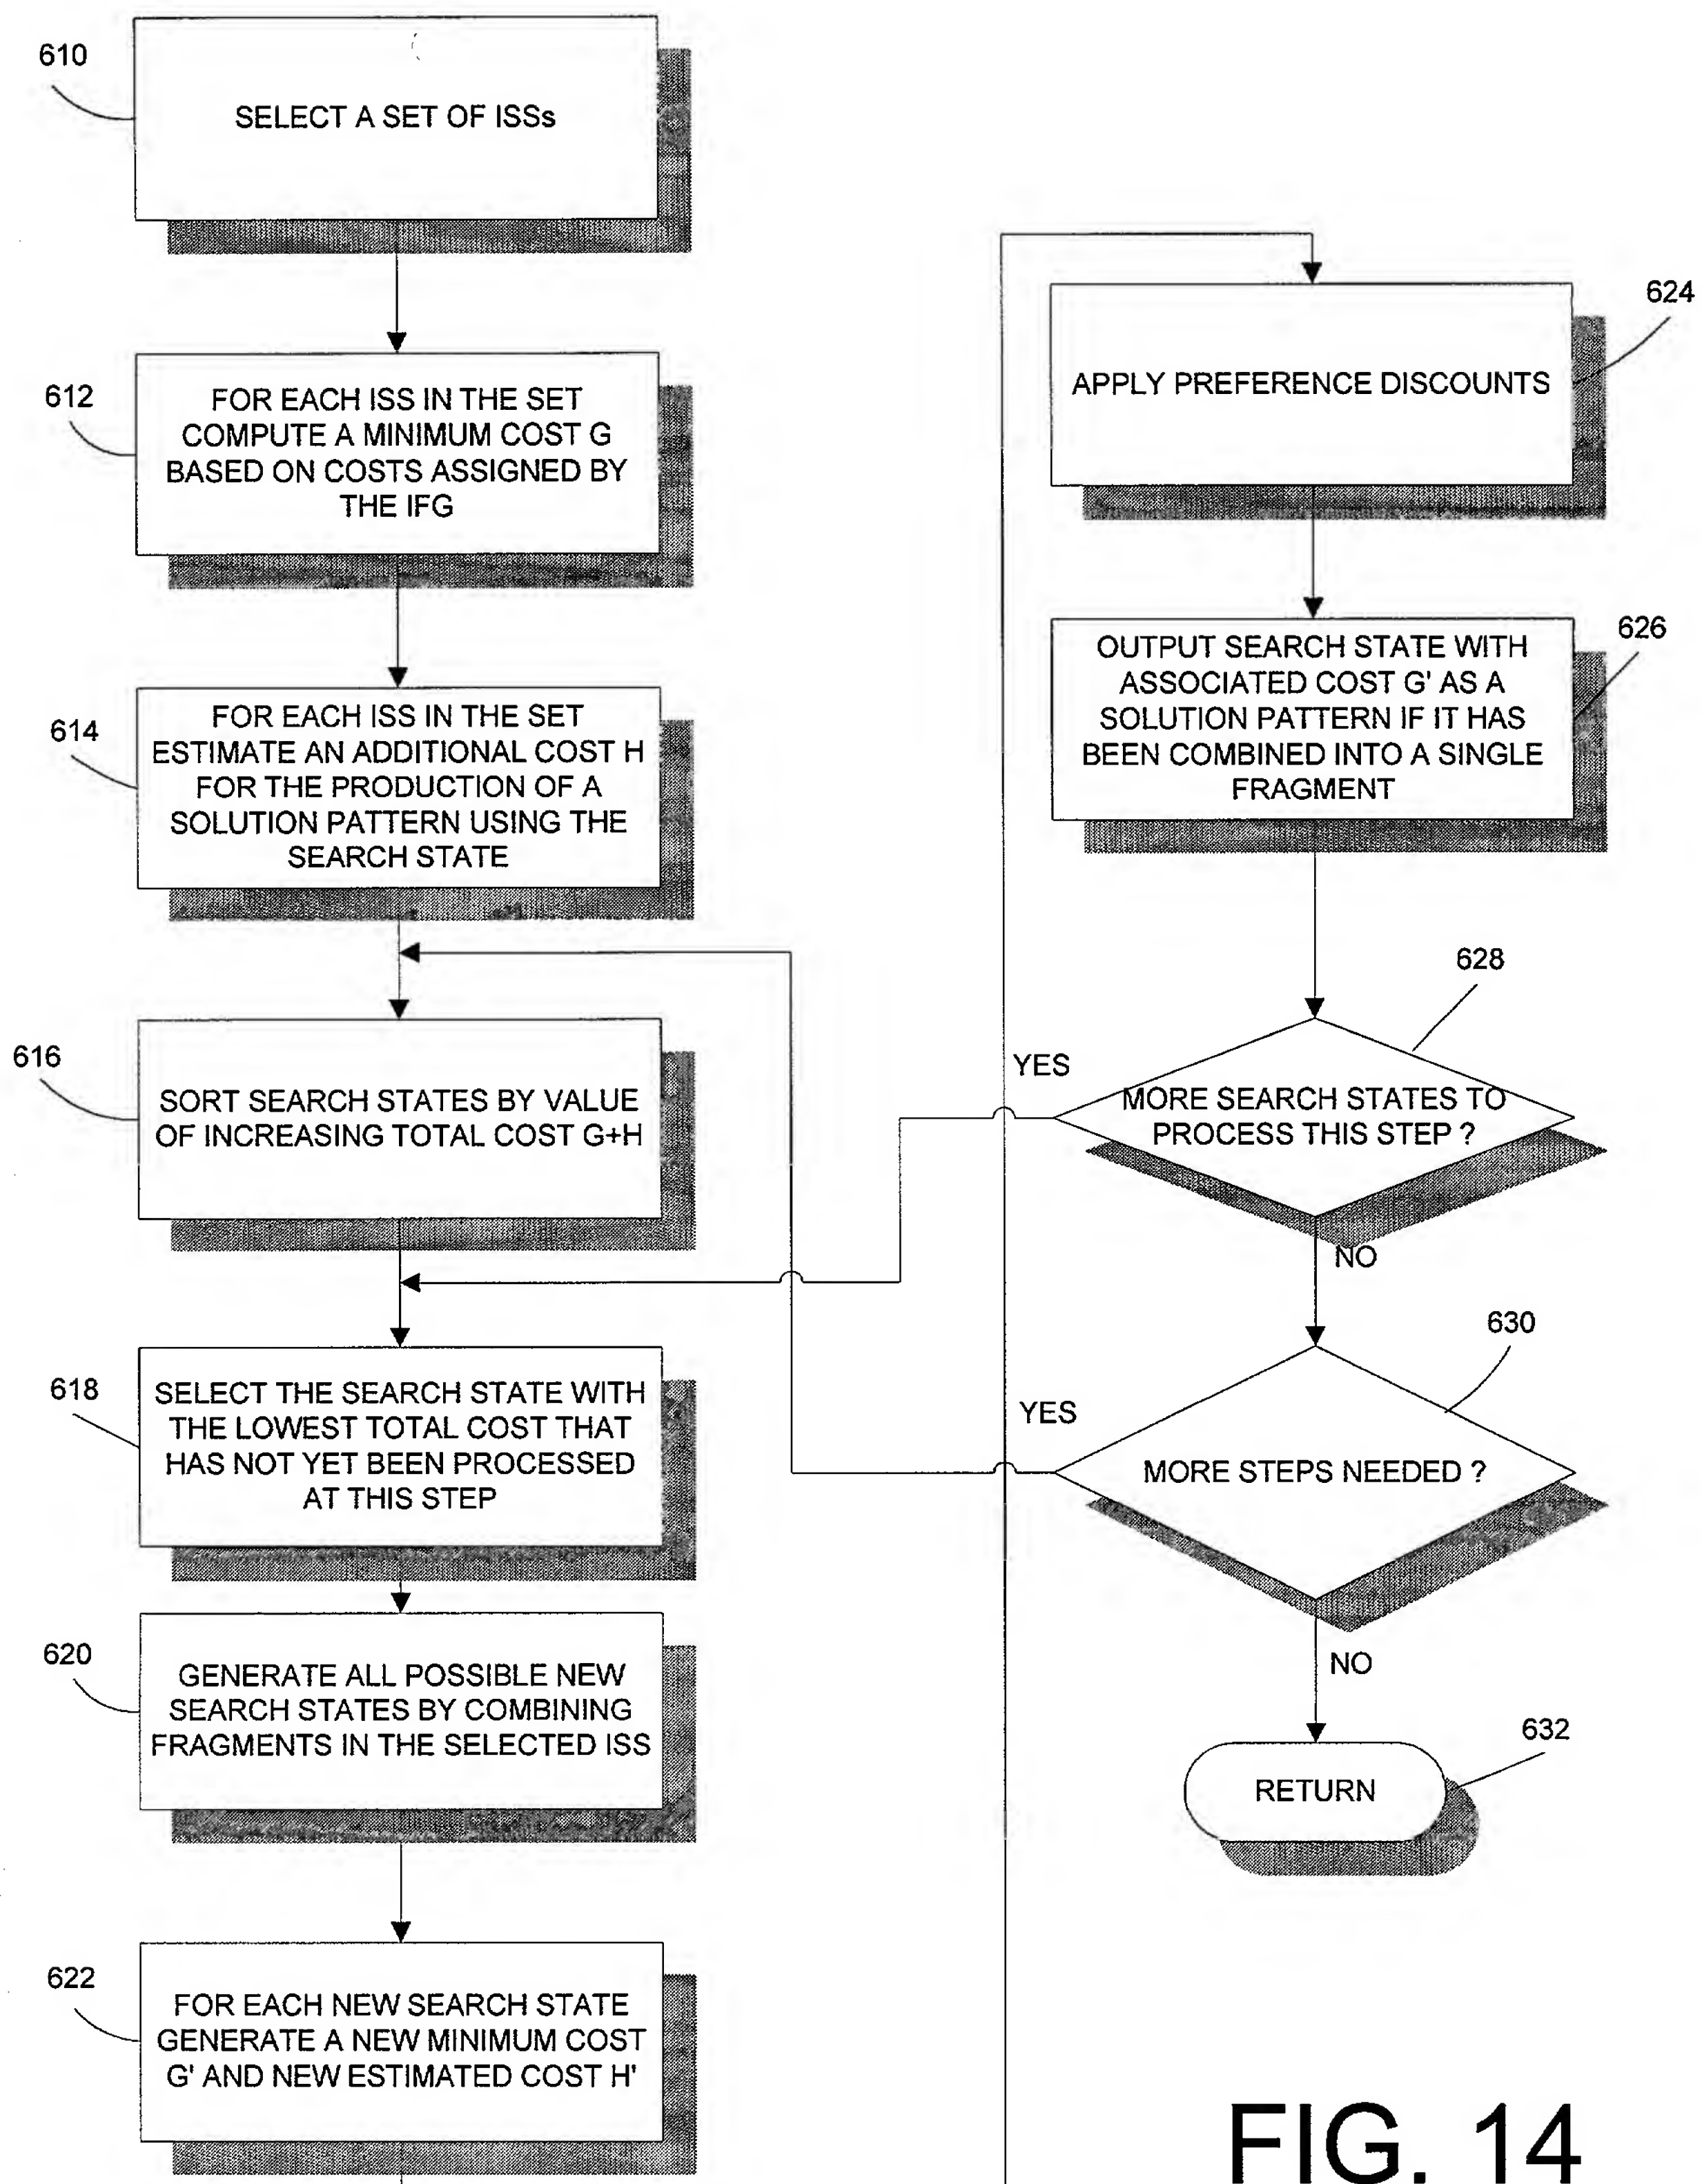 610
SELECT A SET OF ISSs
612
FOR EACH ISS IN THE SET
COMPUTE A MINIMUM COST G
BASED ON COSTS ASSIGNED BY
THE IFG
614
FOR EACH ISS IN THE SET
ESTIMATE AN ADDITIONAL COST H
FOR THE PRODUCTION OF A
SOLUTION PATTERN USING THE
SEARCH STATE
616
SORT SEARCH STATES BY VALUE
OF INCREASING TOTAL COST G+H
618
SELECT THE SEARCH STATE WITH
THE LOWEST TOTAL COST THAT
HAS NOT YET BEEN PROCESSED
AT THIS STEP
620
GENERATE ALL POSSIBLE NEW
SEARCH STATES BY COMBINING
FRAGMENTS IN THE SELECTED ISS
622
FOR EACH NEW SEARCH STATE
GENERATE A NEW MINIMUM COST
G' AND NEW ESTIMATED COST H'
624
APPLY PREFERENCE DISCOUNTS
626
OUTPUT SEARCH STATE WITH
ASSOCIATED COST G' AS A
SOLUTION PATTERN IF IT HAS
BEEN COMBINED INTO A SINGLE
FRAGMENT
628
YES
MORE SEARCH STATES TO
PROCESS THIS STEP ?
NO
630
YES
MORE STEPS NEEDED ?
NO
632
RETURN
FIG. 14